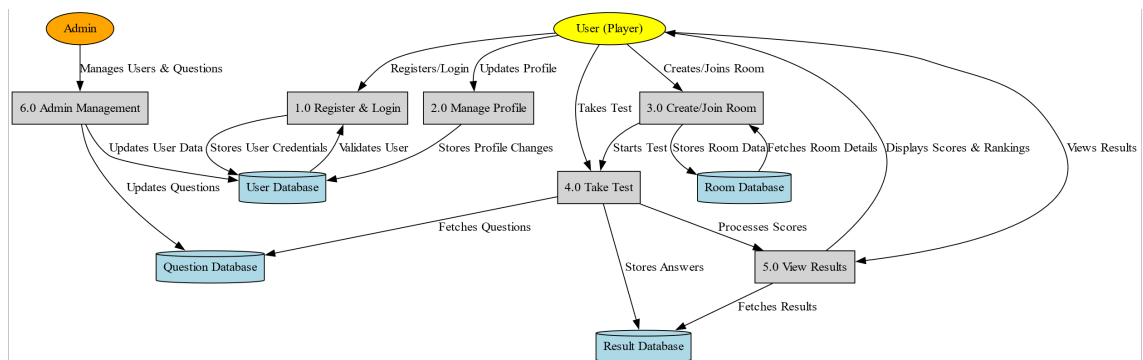 Admin
User (Player)
Manages Users & Questions
Registers/Login
Updates Profile
Creates/Joins Room
6.0 Admin Management
1.0 Register & Login
2.0 Manage Profile
Takes Test
3.0 Create/Join Room
Updates User Data
Stores User Credentials
Validates User
Stores Profile Changes
Starts Test
Stores Room Data
Fetches Room Details
Displays Scores & Rankings
Views Results
Updates Questions
User Database
4.0 Take Test
Room Database
Fetches Questions
Processes Scores
Question Database
Stores Answers
5.0 View Results
Fetches Results
Result Database